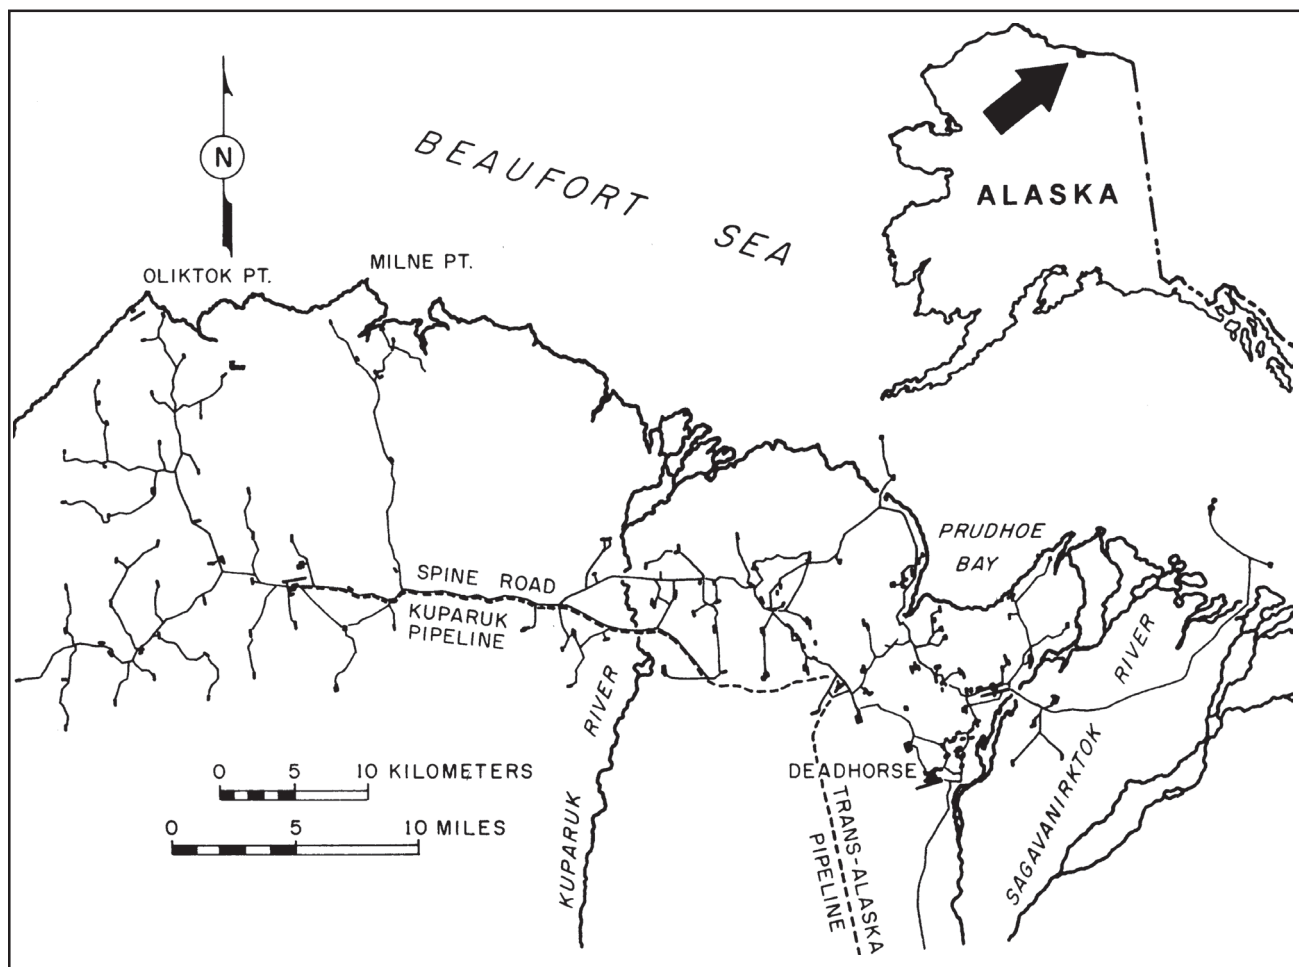 BEAUFORT SEA
ALASKA
N
OLIKTOK PT.
MILNE PT.
PRUDHOE
BAY
SPINE ROAD
KUPARUK
PIPELINE
KUPARUK RIVER
SAGAVANIRKTOK RIVER
DEADHORSE
TRANS-ALASKA
PIPELINE
0 5 10 KILOMETERS
0 5 10 MILES